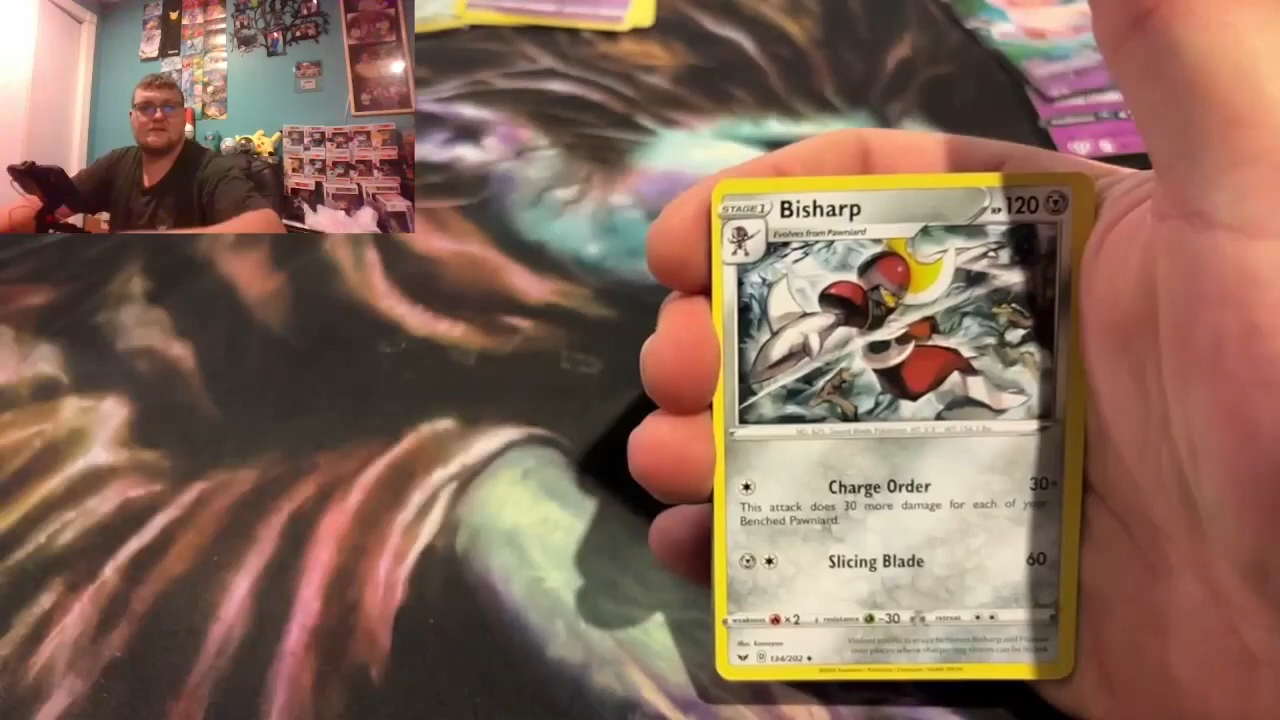 STAGE 1 Bisharp HP 120
Evolves from Pawniard
Charge Order 30+
This attack does 30 more damage for each of your
Benched Pawniard.
Slicing Blade 60
weakness ×2 resistance -30 retreat
D 134/202